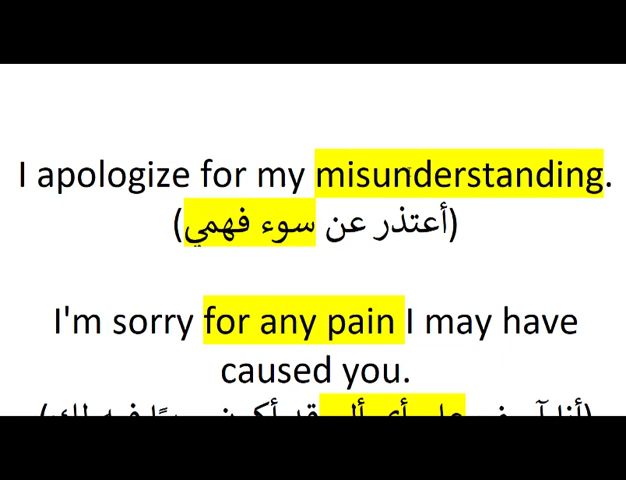 I apologize for my misunderstanding.
(أعتذر عن سوء فهمي)
I'm sorry for any pain I may have
caused you.